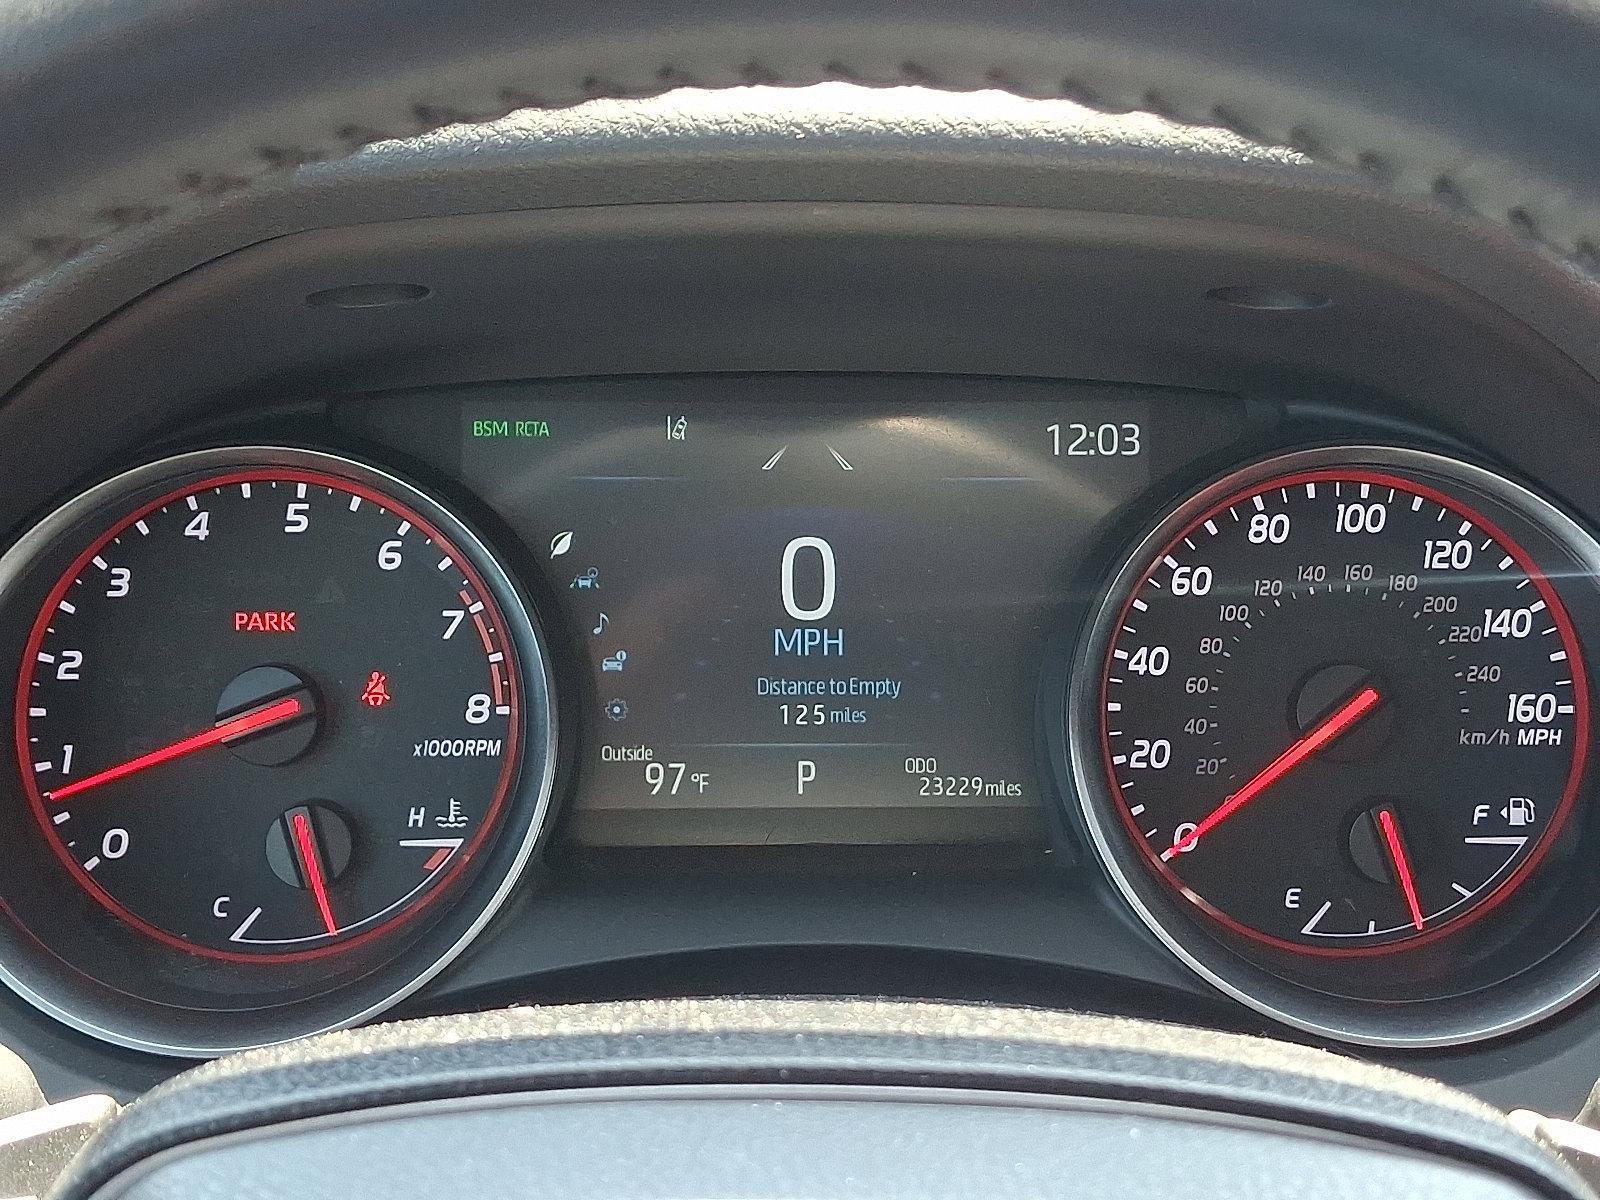 BSM RCTA
12:03
0
MPH
Distance to Empty
125 miles
Outside
97 °F
P
ODO
23229 miles
0
1
2
3
4
5
6
7
8
x1000RPM
PARK
C
H
0
20
40
60
80
100
120
140
160
km/h MPH
20
40
60
80
100
120
140
160
180
200
220
240
E
F